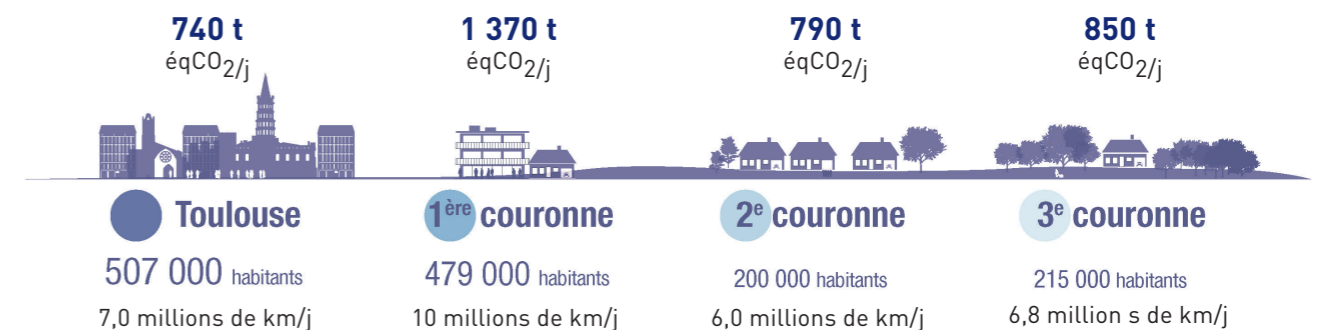 740 t
éqCO2/j
1 370 t
éqCO2/j
790 t
éqCO2/j
850 t
éqCO2/j
Toulouse
1ère couronne
2e couronne
3e couronne
507 000 habitants
479 000 habitants
200 000 habitants
215 000 habitants
7,0 millions de km/j
10 millions de km/j
6,0 millions de km/j
6,8 million s de km/j